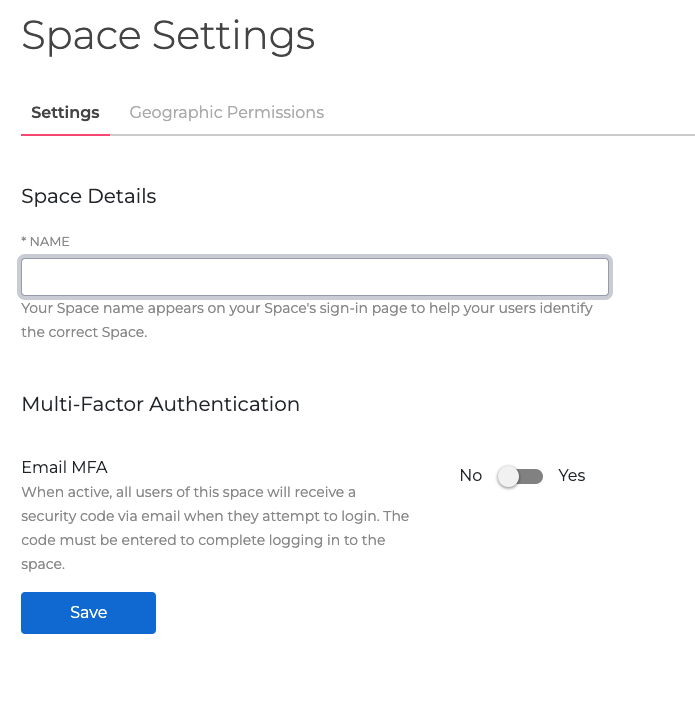 Space Settings
Settings Geographic Permissions
Space Details
* NAME
Your Space name appears on your Space's sign-in page to help your users identify
the correct Space.
Multi-Factor Authentication
Email MFA
No Yes
When active, all users of this space will receive a
security code via email when they attempt to login. The
code must be entered to complete logging in to the
space.
Save